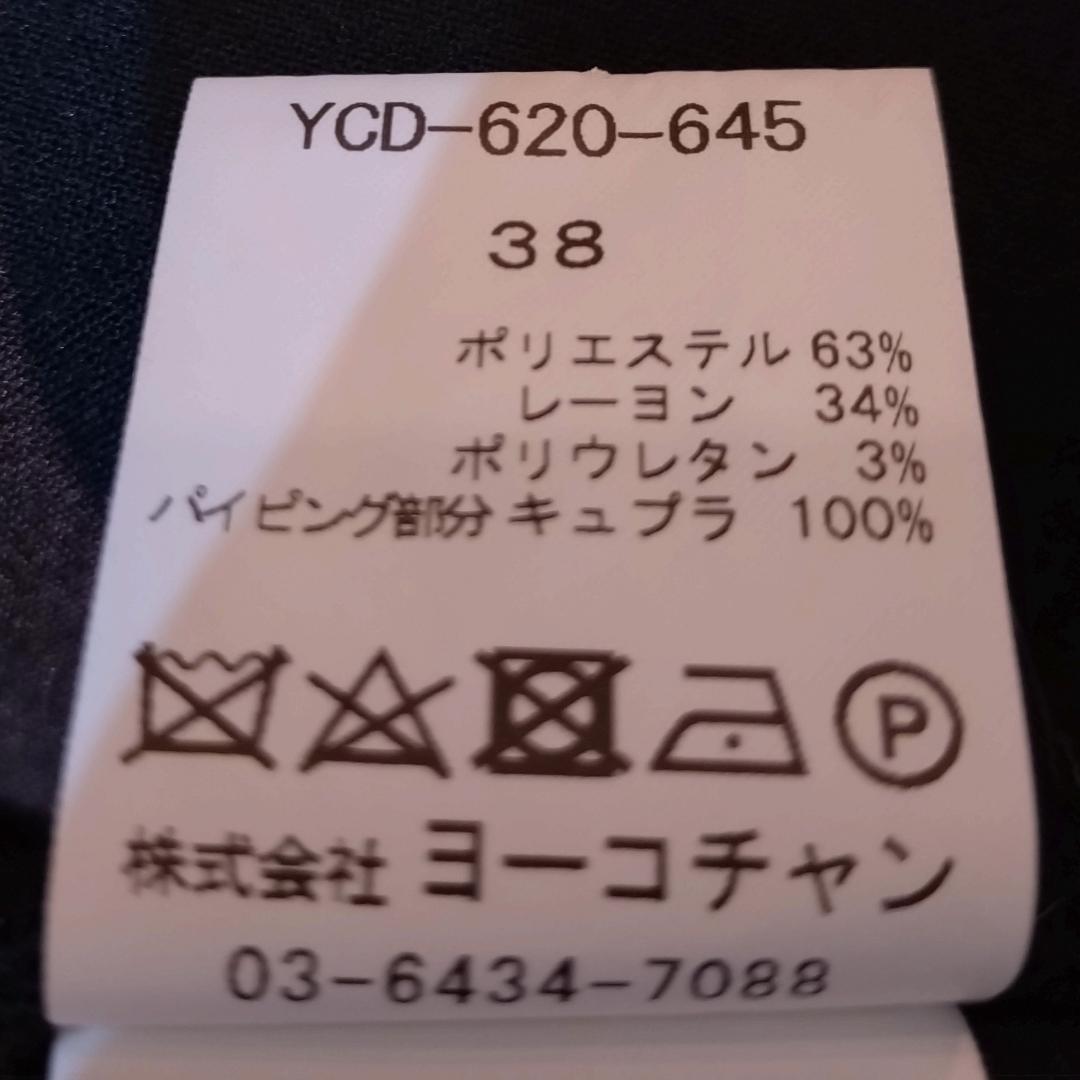 YCD-620-645
38
ポリエステル 63%
レーヨン 34%
ポリウレタン 3%
パイピング部分 キュプラ 100%
P
株式会社 ヨーコチャン
03-6434-7088